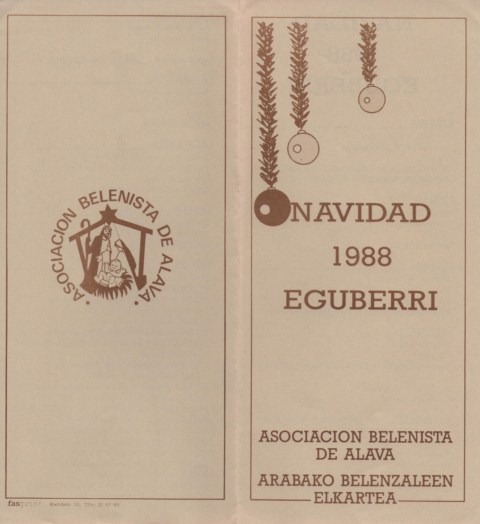 ASOCIACION BELENISTA DE ALAVA
NAVIDAD
1988
EGUBERRI
ASOCIACION BELENISTA
DE ALAVA
ARABAKO BELENZALEEN
ELKARTEA